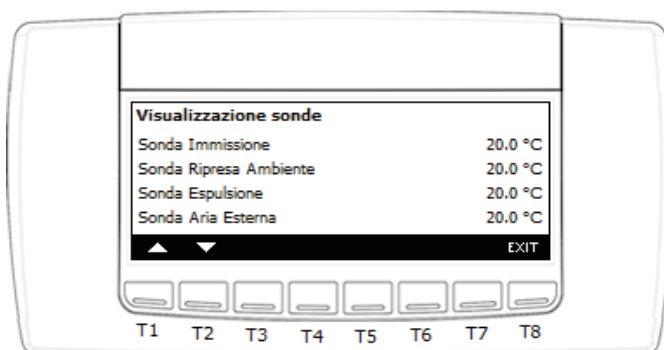 Visualizzazione sonde
Sonda Immissione 20.0 °C
Sonda Ripresa Ambiente 20.0 °C
Sonda Espulsione 20.0 °C
Sonda Aria Esterna 20.0 °C
EXIT
T1 T2 T3 T4 T5 T6 T7 T8